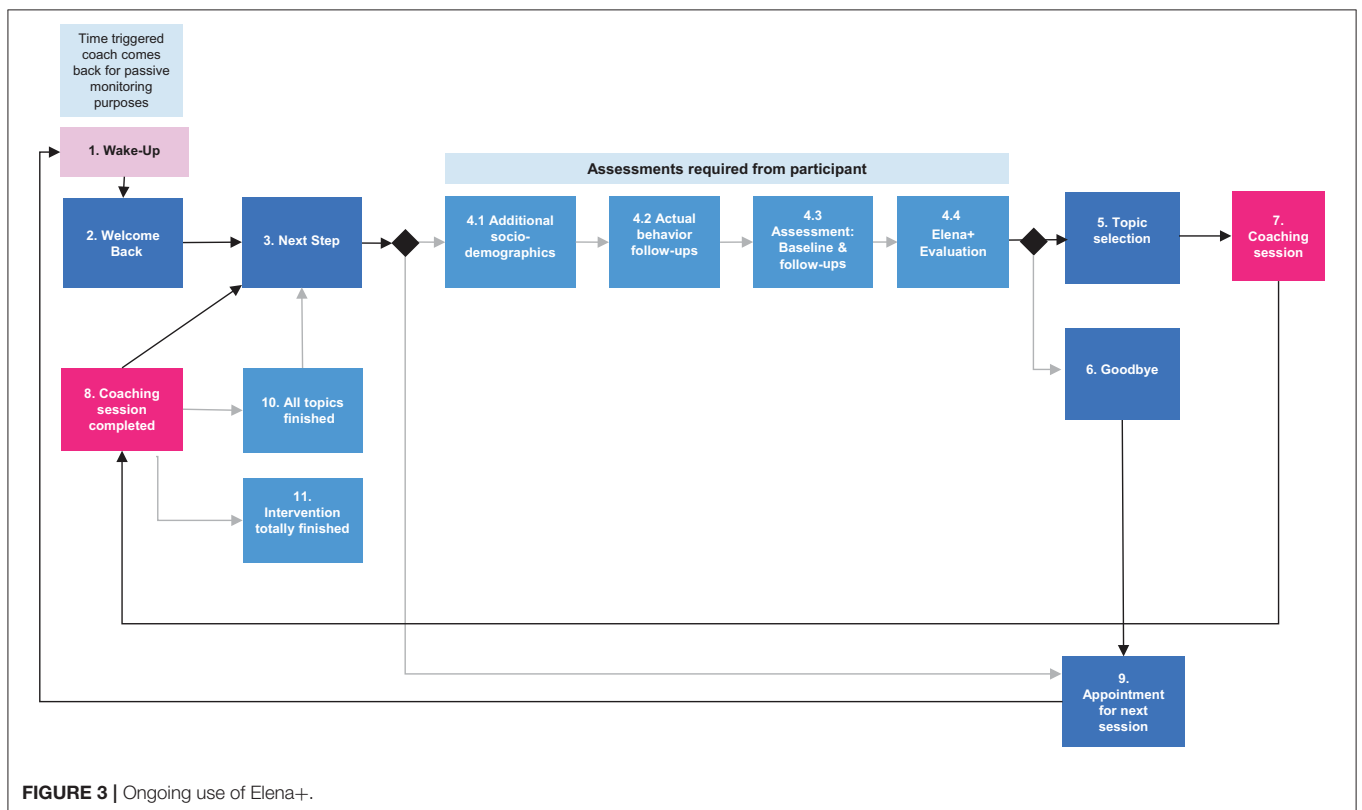 Time triggered
coach comes
back for passive
monitoring
purposes
1. Wake-Up
2. Welcome
Back
3. Next Step
Assessments required from participant
4.1 Additional
socio-
demographics
4.2 Actual
behavior
follow-ups
4.3
Assessment:
Baseline &
follow-ups
4.4
Elena+
Evaluation
5. Topic
selection
7.
Coaching
session
6. Goodbye
8. Coaching
session
completed
10. All topics
finished
11.
Intervention
totally finished
9.
Appointment
for next
session
FIGURE 3 | Ongoing use of Elena+.